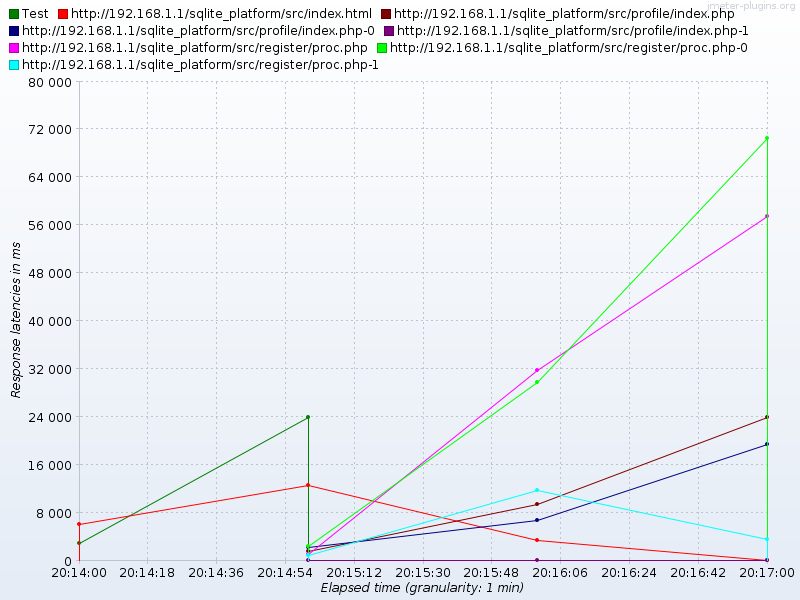 jmeter-plugins.org
Test http://192.168.1.1/sqlite_platform/src/index.html http://192.168.1.1/sqlite_platform/src/profile/index.php
http://192.168.1.1/sqlite_platform/src/profile/index.php-0 http://192.168.1.1/sqlite_platform/src/profile/index.php-1
http://192.168.1.1/sqlite_platform/src/register/proc.php http://192.168.1.1/sqlite_platform/src/register/proc.php-0
http://192.168.1.1/sqlite_platform/src/register/proc.php-1
80 000
72 000
64 000
56 000
48 000
40 000
32 000
24 000
16 000
8 000
0
Response latencies in ms
20:14:00 20:14:18 20:14:36 20:14:54 20:15:12 20:15:30 20:15:48 20:16:06 20:16:24 20:16:42 20:17:00
Elapsed time (granularity: 1 min)